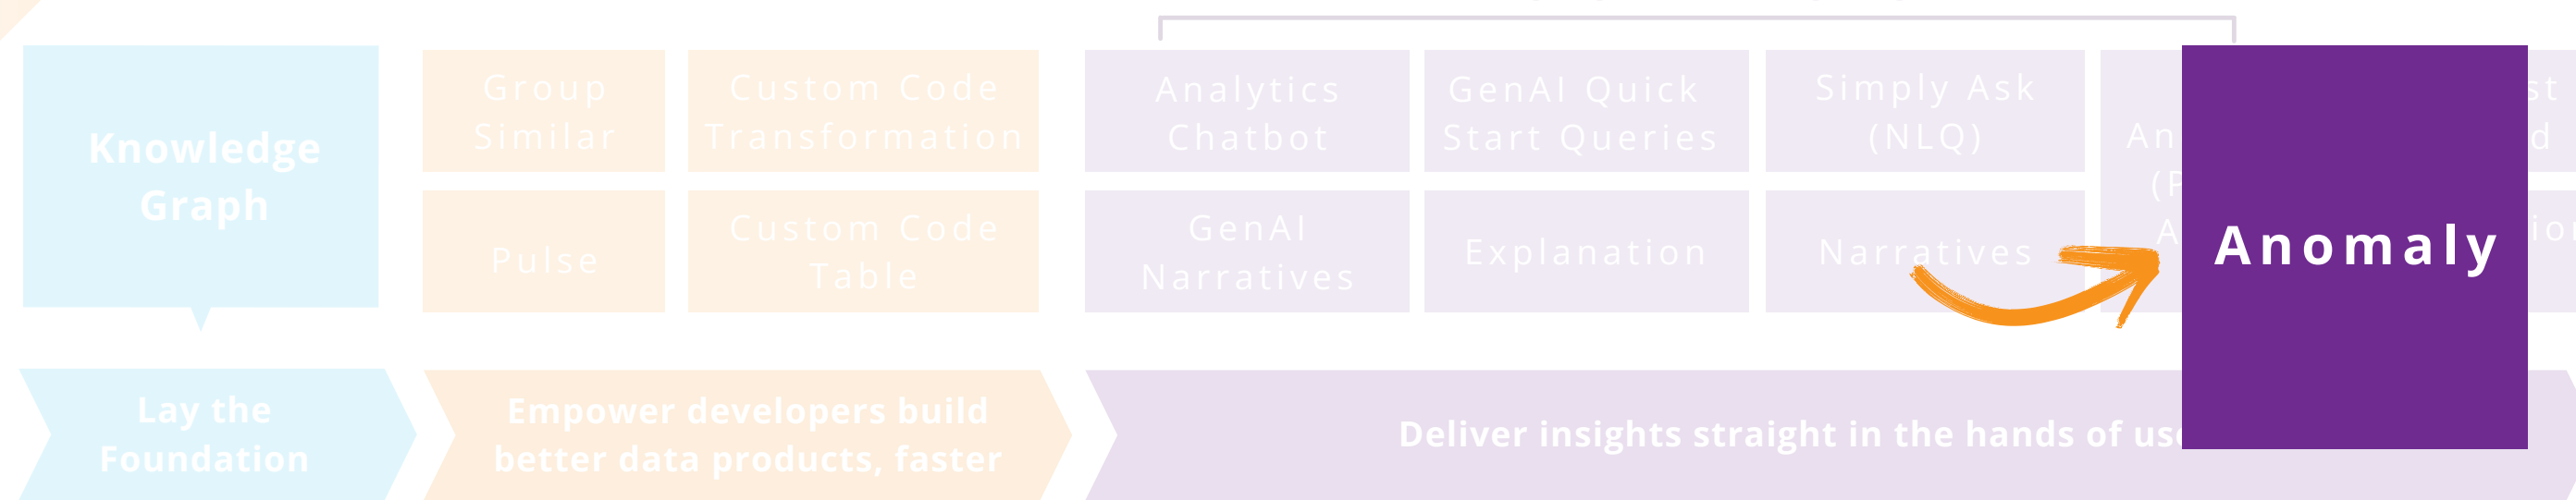 Knowledge
Graph
Group
Similar
Custom Code
Transformation
Pulse
Custom Code
Table
Analytics
Chatbot
GenAI Quick
Start Queries
Simply Ask
(NLQ)
GenAI
Narratives
Explanation
Narratives
Anomaly
Lay the
Foundation
Empower developers build
better data products, faster
Deliver insights straight in the hands of